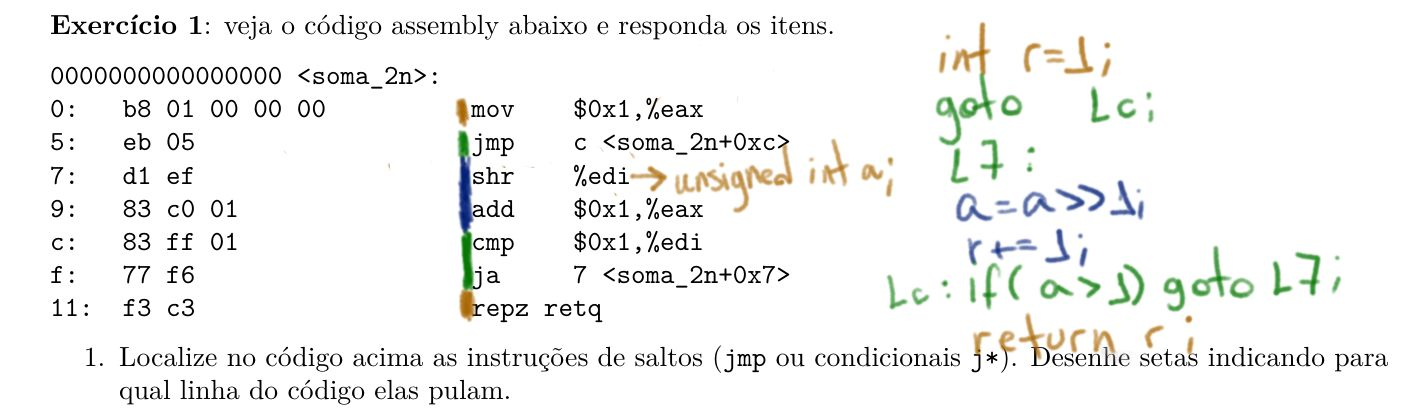 Exercício 1: veja o código assembly abaixo e responda os itens.
0000000000000000 <soma_2n>:
0: b8 01 00 00 00 mov $0x1,%eax
5: eb 05 jmp c <soma_2n+0xc>
7: d1 ef shr %edi → unsigned int a;
9: 83 c0 01 add $0x1,%eax
c: 83 ff 01 cmp $0x1,%edi
f: 77 f6 ja 7 <soma_2n+0x7>
11: f3 c3 repz retq
int r=1;
goto Lc;
L7:
a=a>>1;
r+=1;
Lc: if(a>1) goto L7;
return r;
1. Localize no código acima as instruções de saltos (jmp ou condicionais j*). Desenhe setas indicando para
qual linha do código elas pulam.